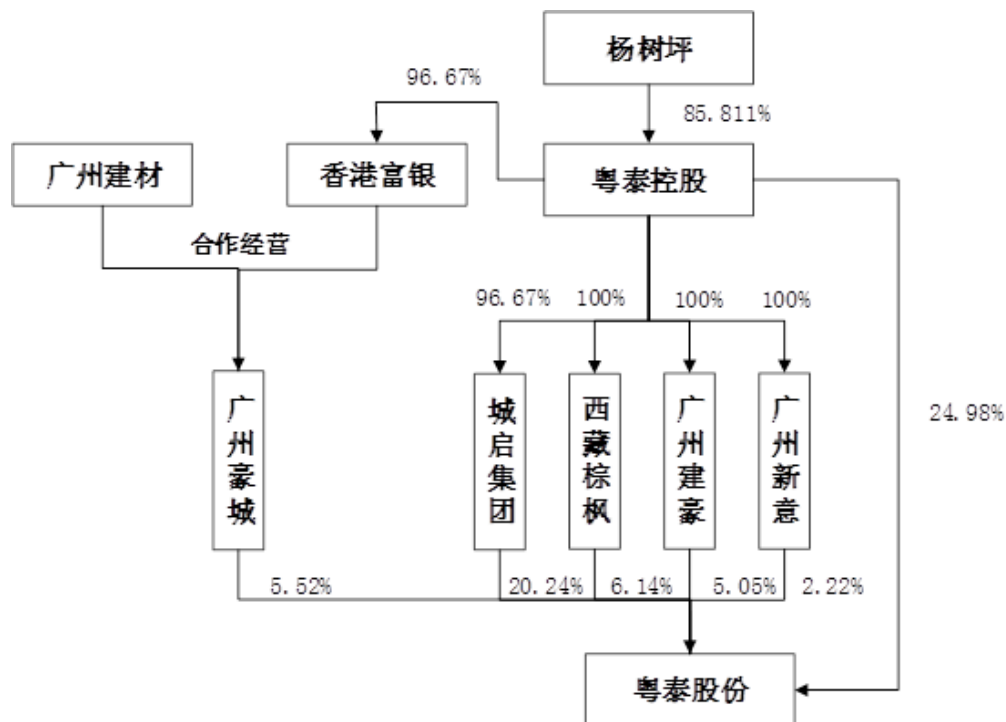 杨树坪
96.67%
85.811%
广州建材
香港富银
粤泰控股
合作经营
96.67%
100%
100%
100%
广州豪城
城启集团
西藏棕枫
广州建豪
广州新意
24.98%
5.52%
20.24%
6.14%
5.05%
2.22%
粤泰股份